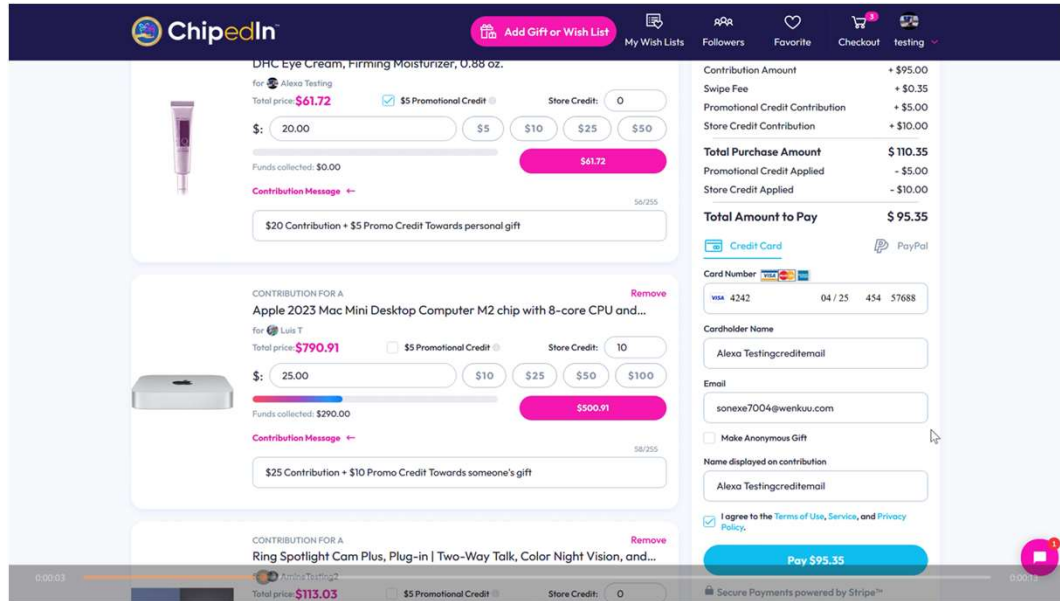 ChipedIn
Add Gift or Wish List
My Wish Lists
Followers
Favorite
3
Checkout
testing
DHC Eye Cream, Firming Moisturizer, 0.88 oz.
for Alexa Testing
Total price: $61.72
$5 Promotional Credit
Store Credit: 0
$: 20.00
$5
$10
$25
$50
Funds collected: $0.00
$61.72
Contribution Message ←
56/255
$20 Contribution + $5 Promo Credit Towards personal gift
CONTRIBUTION FOR A
Remove
Apple 2023 Mac Mini Desktop Computer M2 chip with 8-core CPU and...
for Luis T
Total price: $790.91
$5 Promotional Credit
Store Credit: 10
$: 25.00
$10
$25
$50
$100
Funds collected: $290.00
$500.91
Contribution Message ←
58/255
$25 Contribution + $10 Promo Credit Towards someone's gift
CONTRIBUTION FOR A
Remove
Ring Spotlight Cam Plus, Plug-in | Two-Way Talk, Color Night Vision, and...
for AminaTesting2
Total price: $113.03
$5 Promotional Credit
Store Credit: 0
Contribution Amount + $95.00
Swipe Fee + $0.35
Promotional Credit Contribution + $5.00
Store Credit Contribution + $10.00
Total Purchase Amount $110.35
Promotional Credit Applied - $5.00
Store Credit Applied - $10.00
Total Amount to Pay $95.35
Credit Card
PayPal
Card Number VISA
VISA 4242 04/25 454 57688
Cardholder Name
Alexa Testingcreditemail
Email
sonexe7004@wenkuu.com
Make Anonymous Gift
Name displayed on contribution
Alexa Testingcreditemail
I agree to the Terms of Use, Service, and Privacy
Policy.
Pay $95.35
Secure Payments powered by Stripe™
1
0:00:03
0:00:13